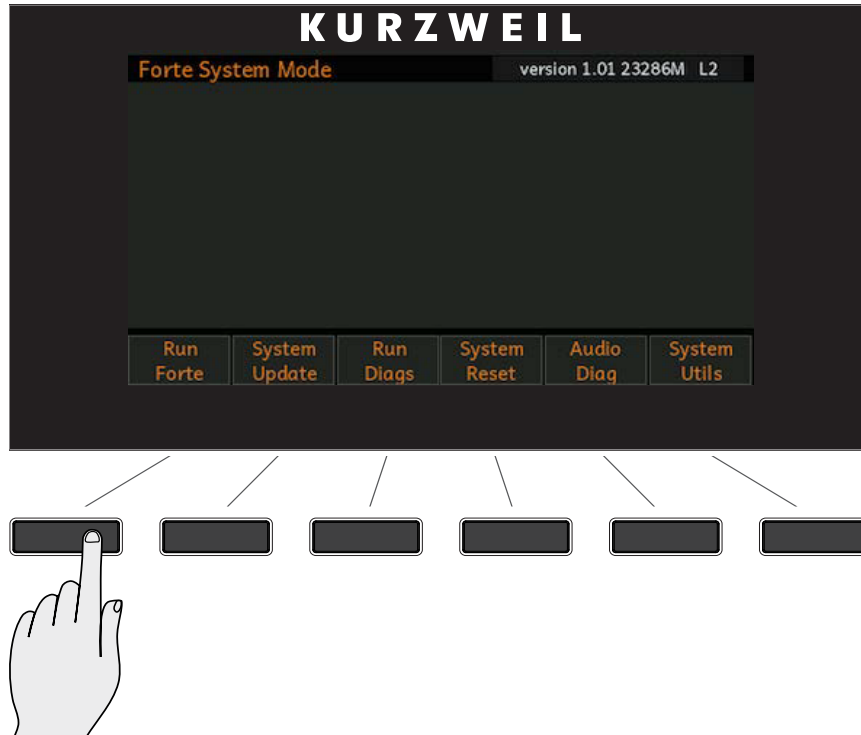 KURZWEIL
Forte System Mode version 1.01 23286M L2
Run System Run System Audio System
Forte Update Diags Reset Diag Utils